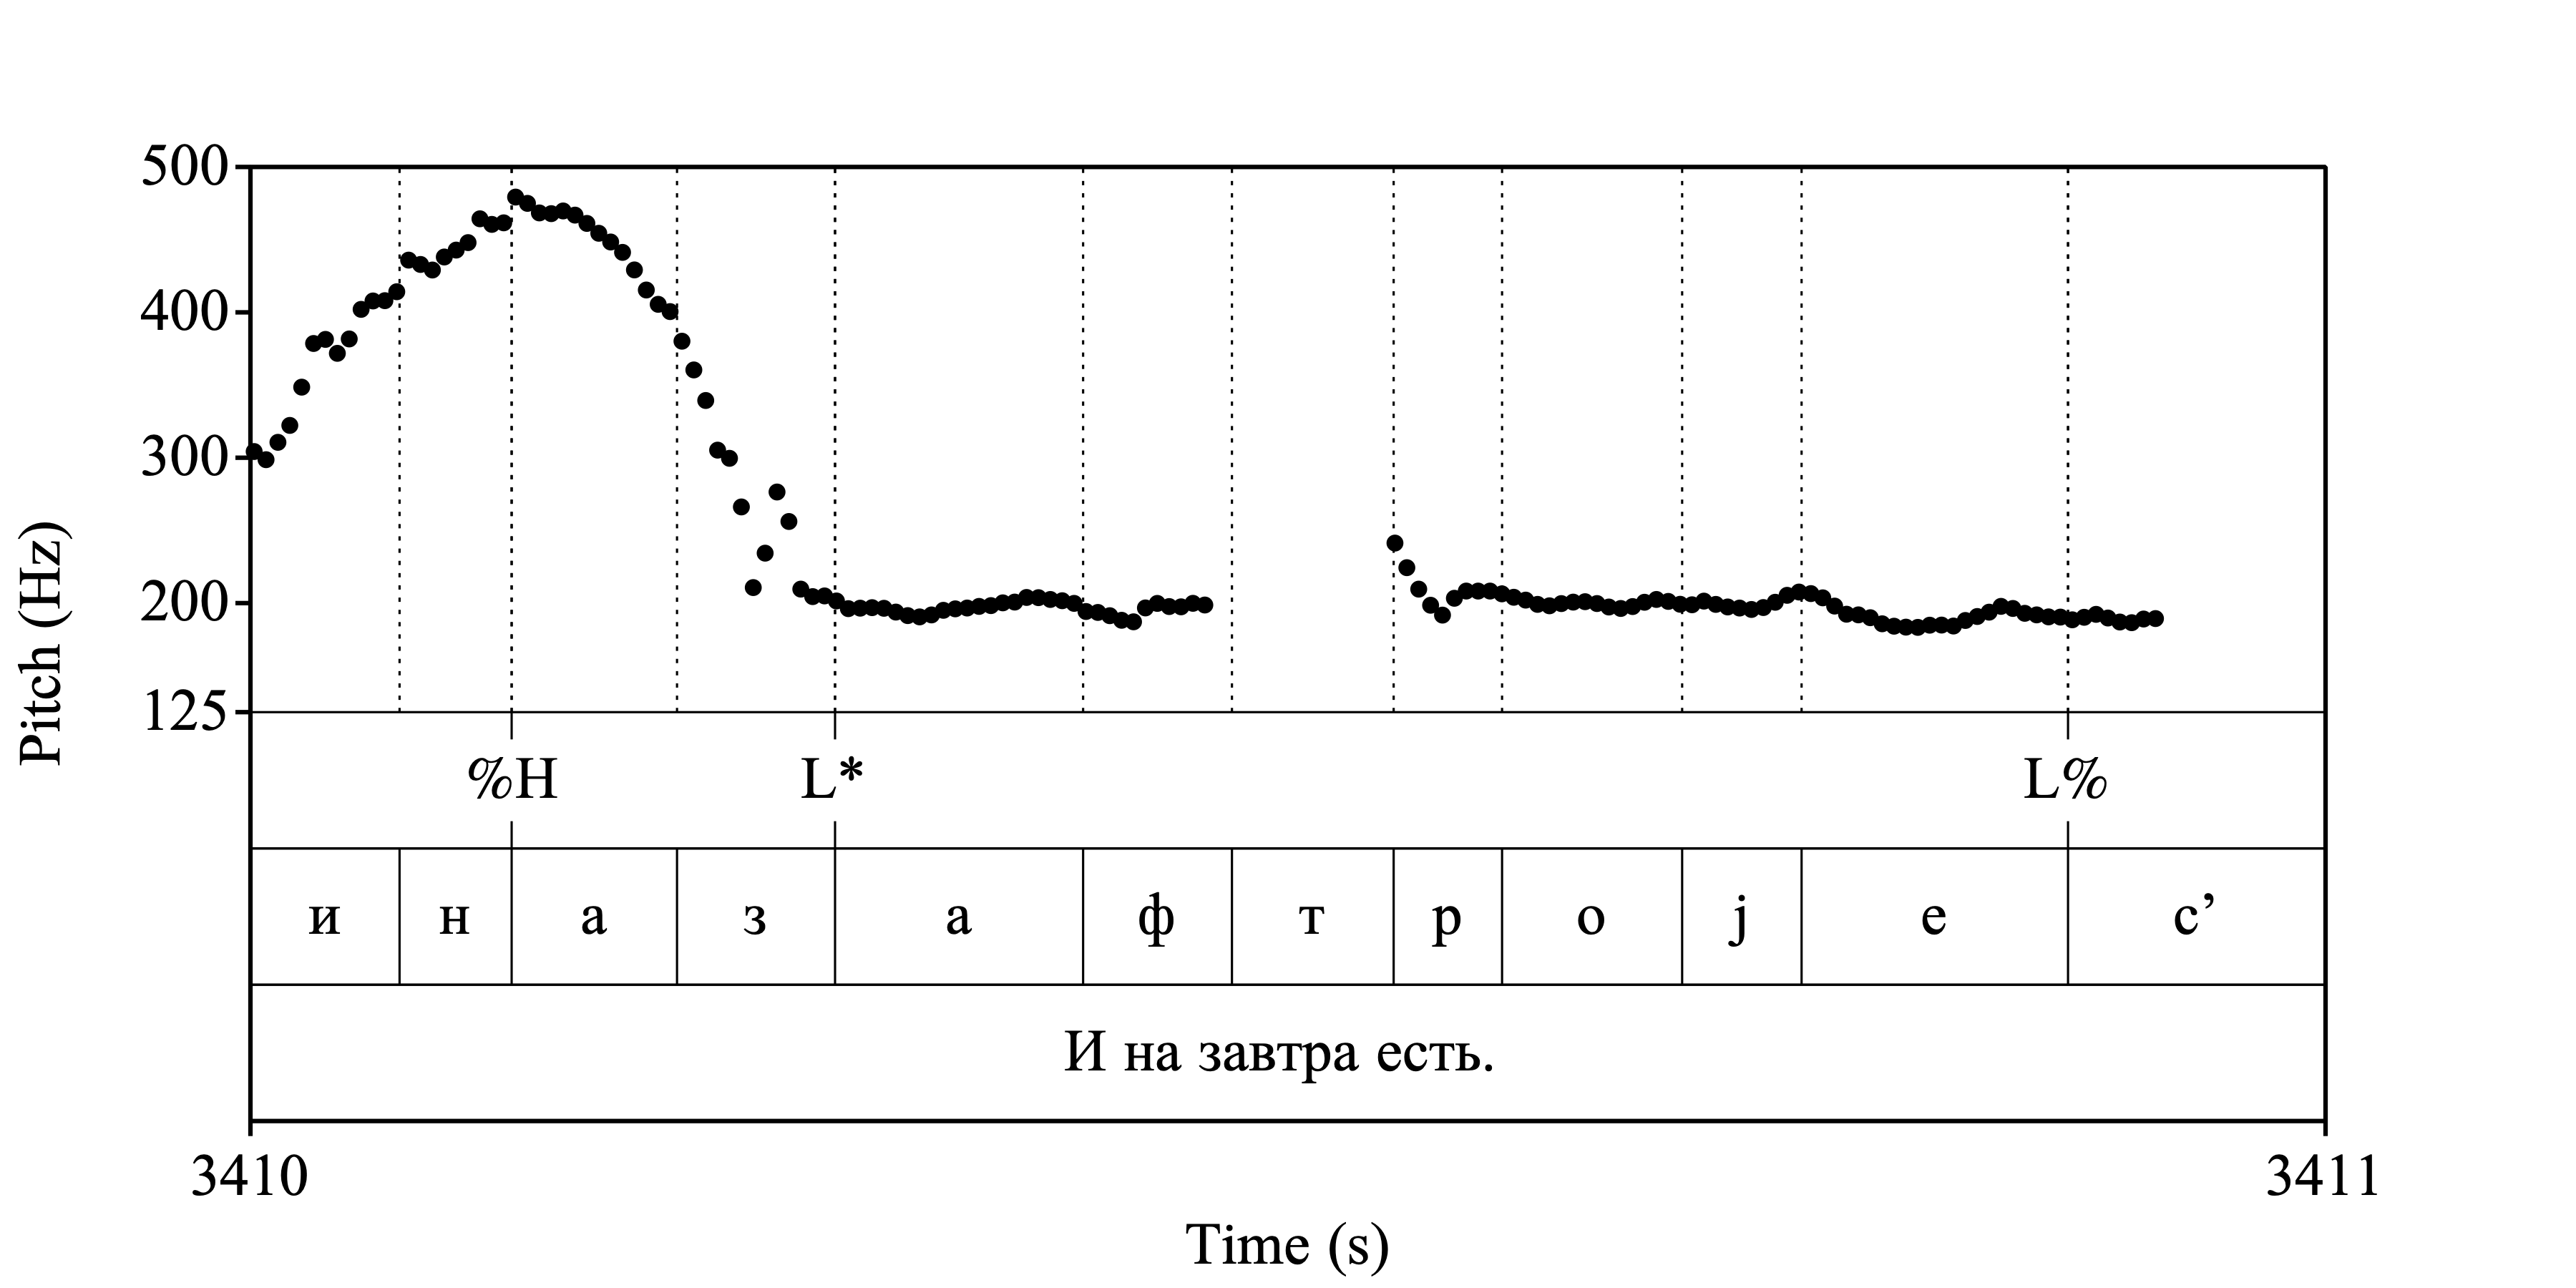 500
400
300
200
125
Pitch (Hz)
%H L* L%
и н а з а ф т р о j е с’
И на завтра есть.
3410 3411
Time (s)